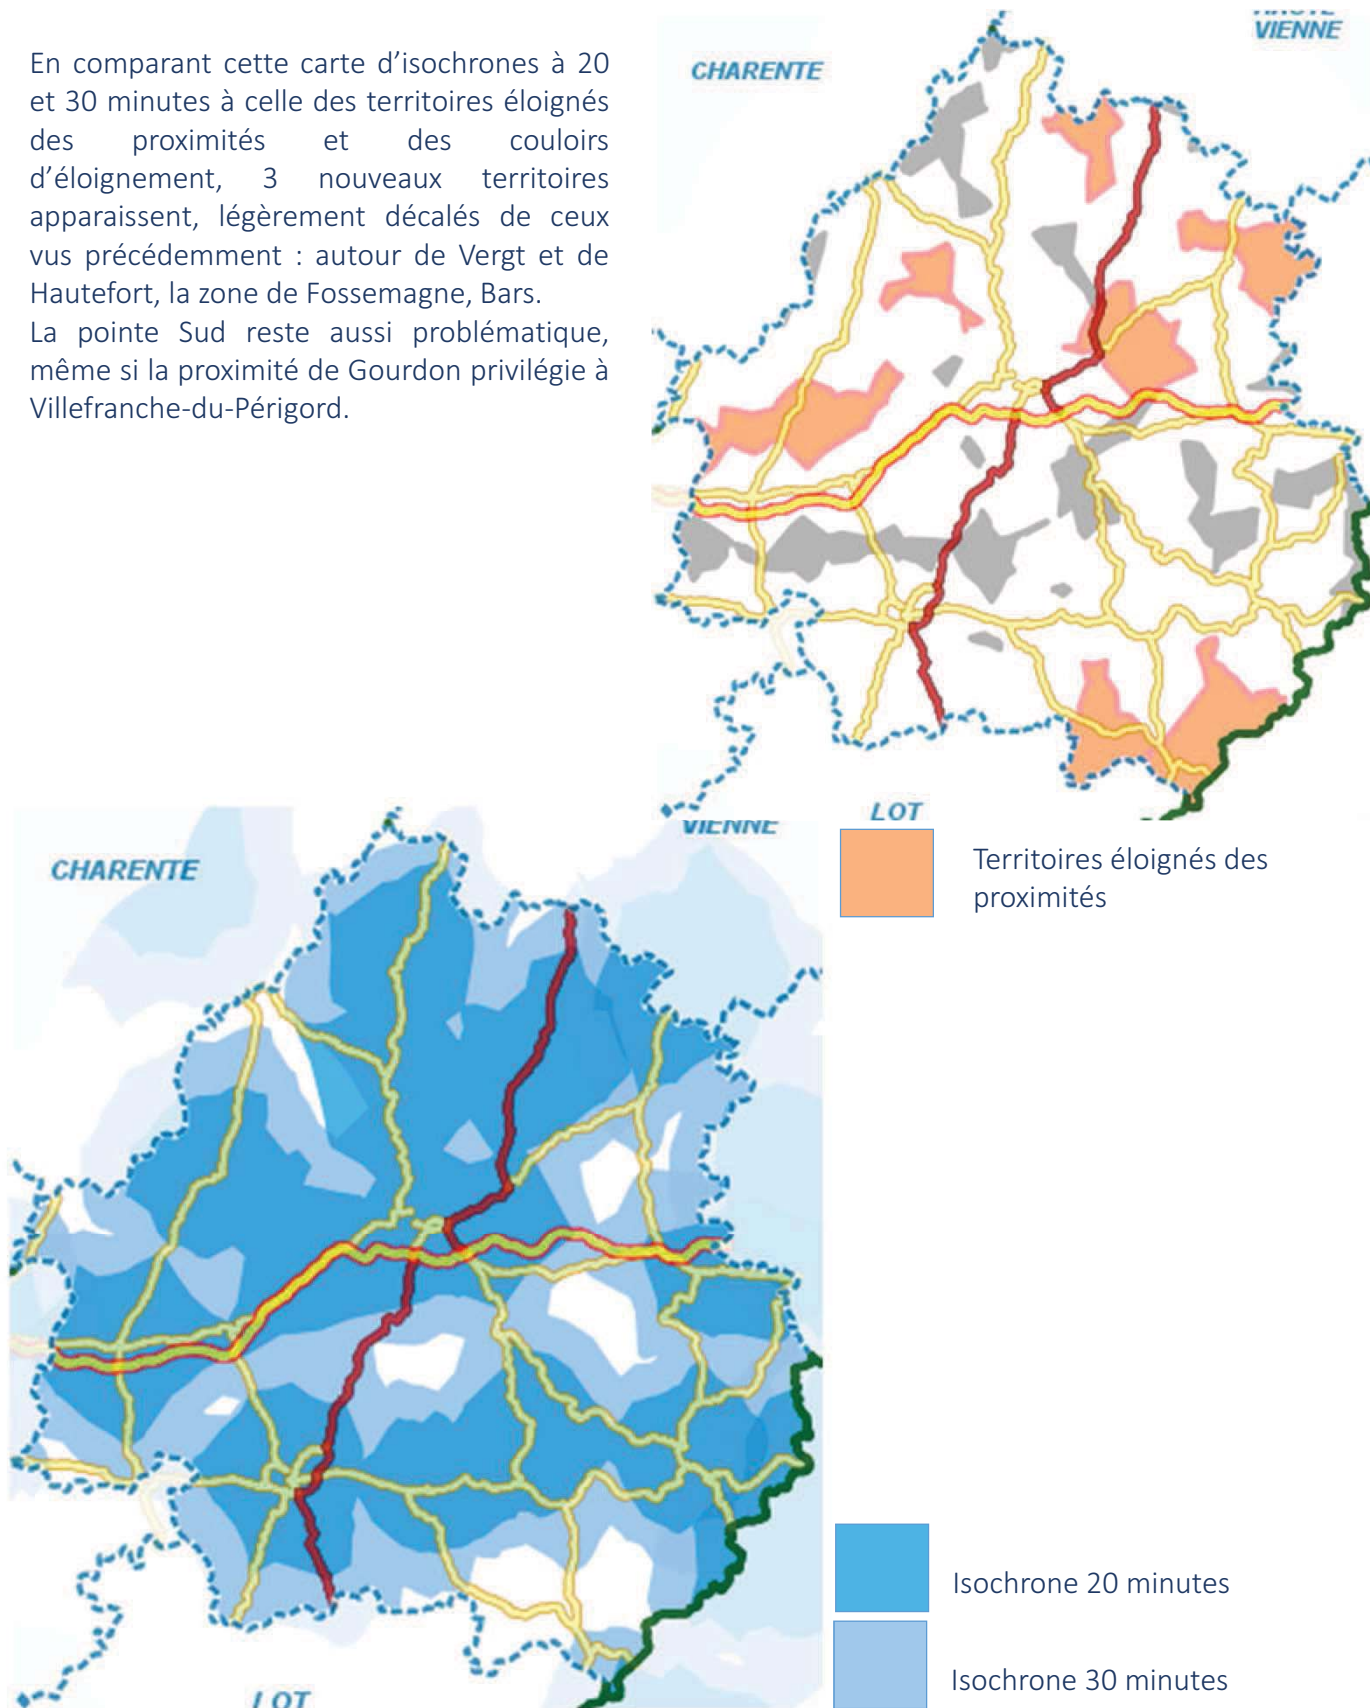 En comparant cette carte d’isochrones à 20
et 30 minutes à celle des territoires éloignés
des proximités et des couloirs
d’éloignement, 3 nouveaux territoires
apparaissent, légèrement décalés de ceux
vus précédemment : autour de Vergt et de
Hautefort, la zone de Fossemagne, Bars.
La pointe Sud reste aussi problématique,
même si la proximité de Gourdon privilégie à
Villefranche-du-Périgord.
HAUTE
VIENNE
CHARENTE
LOT
Territoires éloignés des
proximités
VIENNE
CHARENTE
LOT
Isochrone 20 minutes
Isochrone 30 minutes